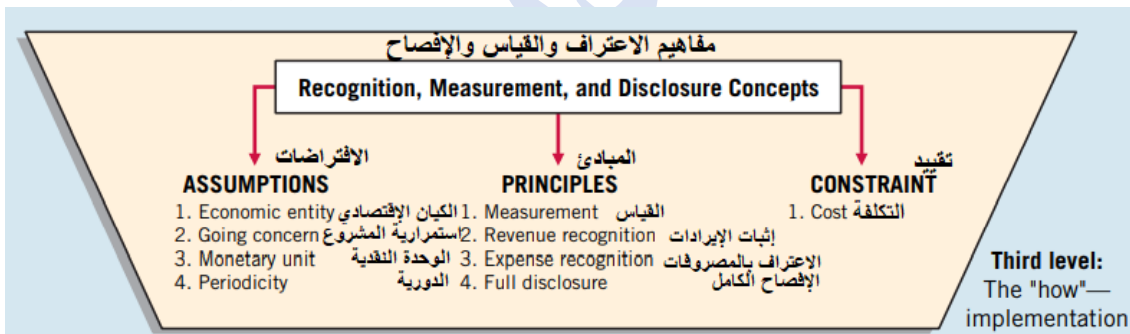 مفاهيم الاعتراف والقياس والإفصاح
Recognition, Measurement, and Disclosure Concepts
الافتراضات
ASSUMPTIONS
1. Economic entity الكيان الإقتصادي
2. Going concern استمرارية المشروع
3. Monetary unit الوحدة النقدية
4. Periodicity الدورية
المبادئ
PRINCIPLES
1. Measurement القياس
2. Revenue recognition إثبات الإيرادات
3. Expense recognition الاعتراف بالمصروفات
4. Full disclosure الإفصاح الكامل
تقييد
CONSTRAINT
1. Cost التكلفة
Third level:
The "how"—
implementation